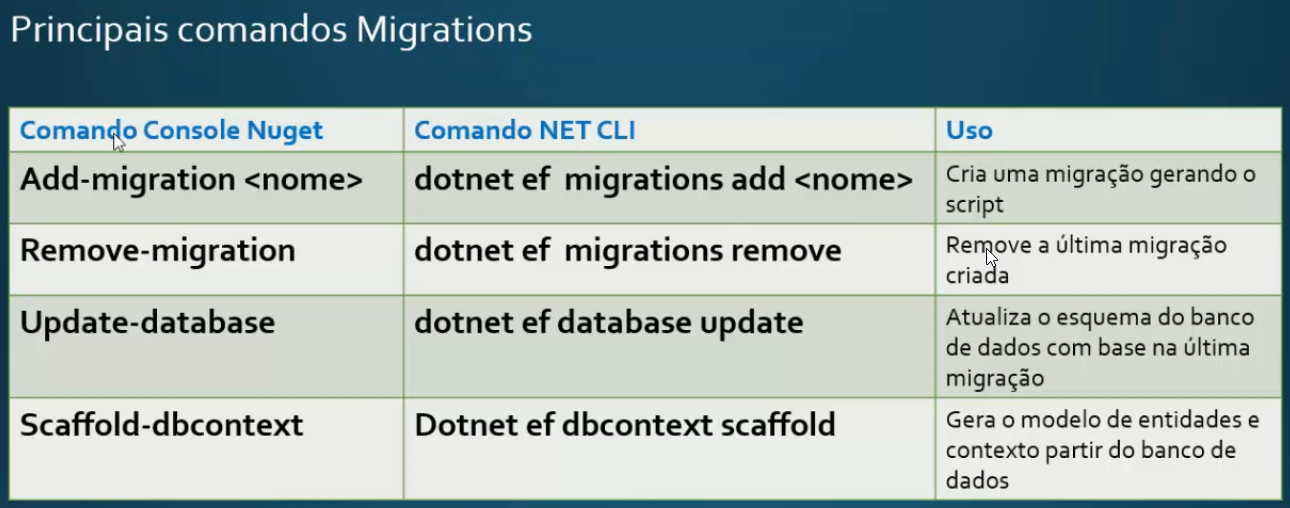 Principais comandos Migrations
Comando Console Nuget
Comando NET CLI
Uso
Add-migration <nome>
dotnet ef migrations add <nome>
Cria uma migração gerando o
script
Remove-migration
dotnet ef migrations remove
Remove a última migração
criada
Update-database
dotnet ef database update
Atualiza o esquema do banco
de dados com base na última
migração
Scaffold-dbcontext
Dotnet ef dbcontext scaffold
Gera o modelo de entidades e
contexto partir do banco de
dados